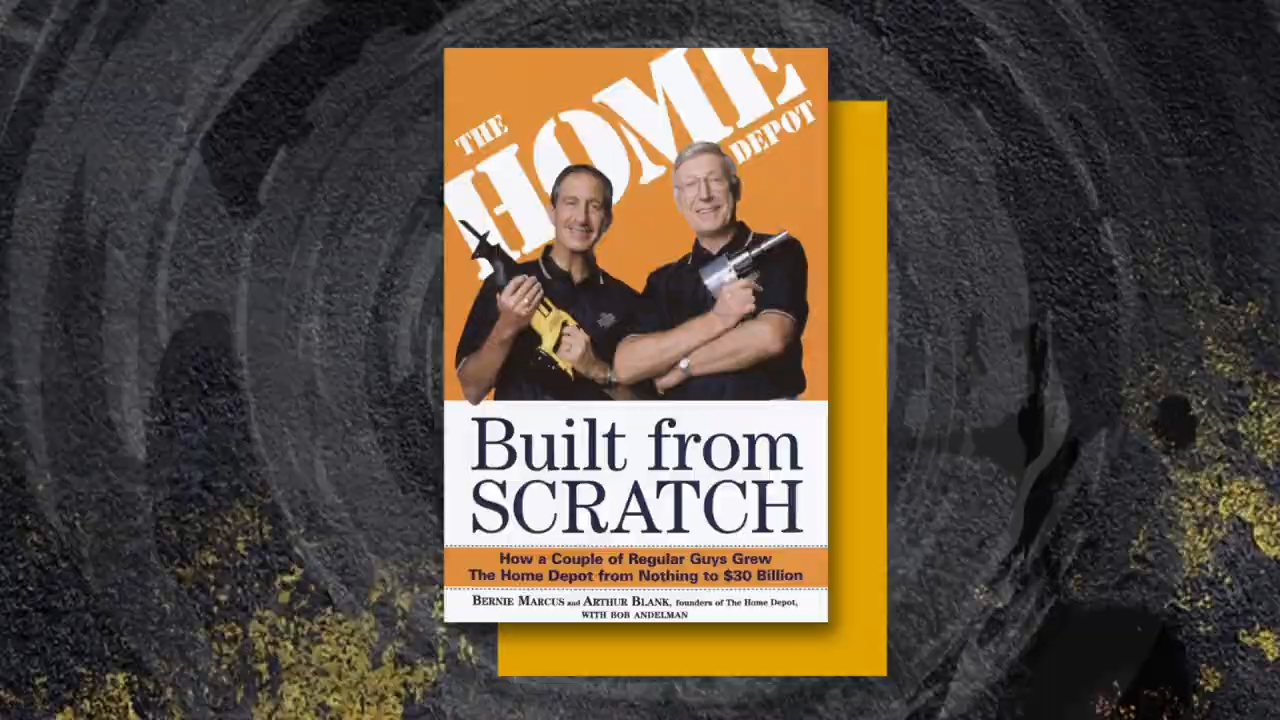 THE
HOME
DEPOT
Built from
SCRATCH
How a Couple of Regular Guys Grew
The Home Depot from Nothing to $30 Billion
BERNIE MARCUS and ARTHUR BLANK, founders of The Home Depot,
WITH BOB ANDELMAN